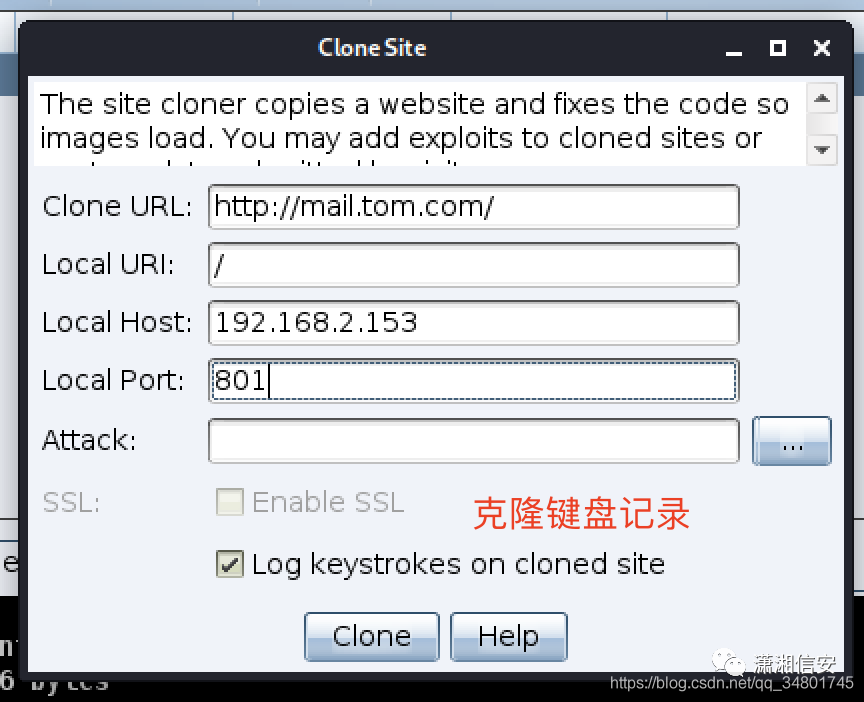 Clone Site
The site cloner copies a website and fixes the code so
images load. You may add exploits to cloned sites or
Clone URL: http://mail.tom.com/
Local URI: /
Local Host: 192.168.2.153
Local Port: 801
Attack:
...
SSL: Enable SSL
克隆键盘记录
Log keystrokes on cloned site
Clone Help
潇湘信安
6 bytes
https://blog.csdn.net/qq_34801745